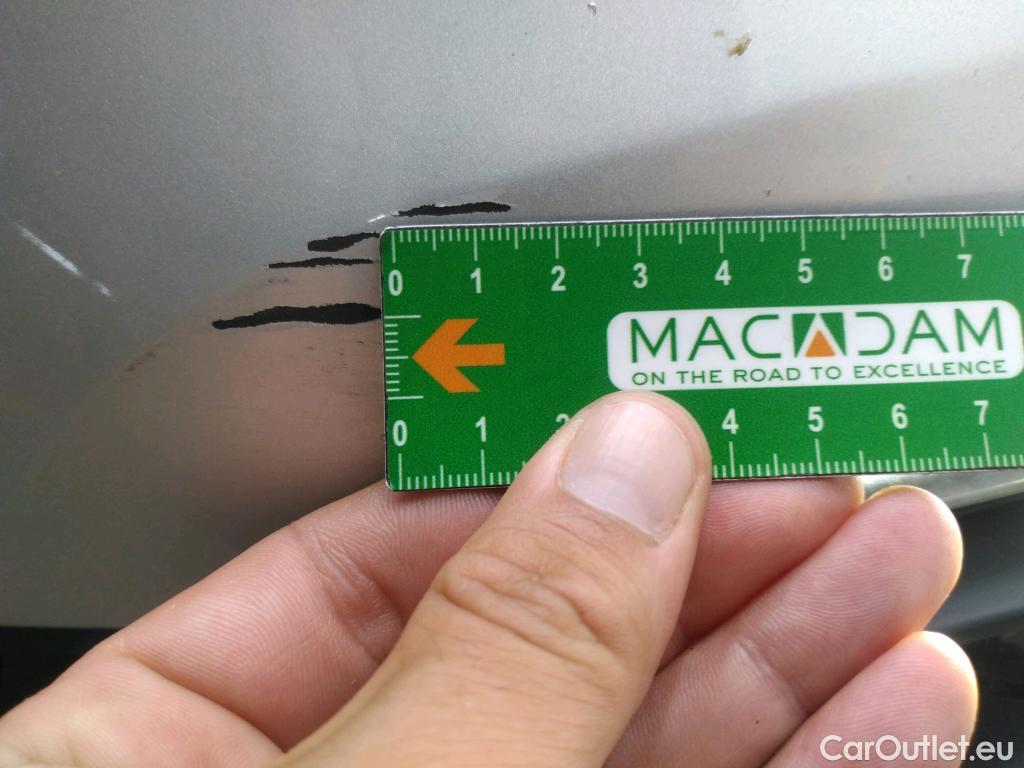 0 1 2 3 4 5 6 7
MACADAM
ON THE ROAD TO EXCELLENCE
0 1 2 4 5 6 7
CarOutlet.eu